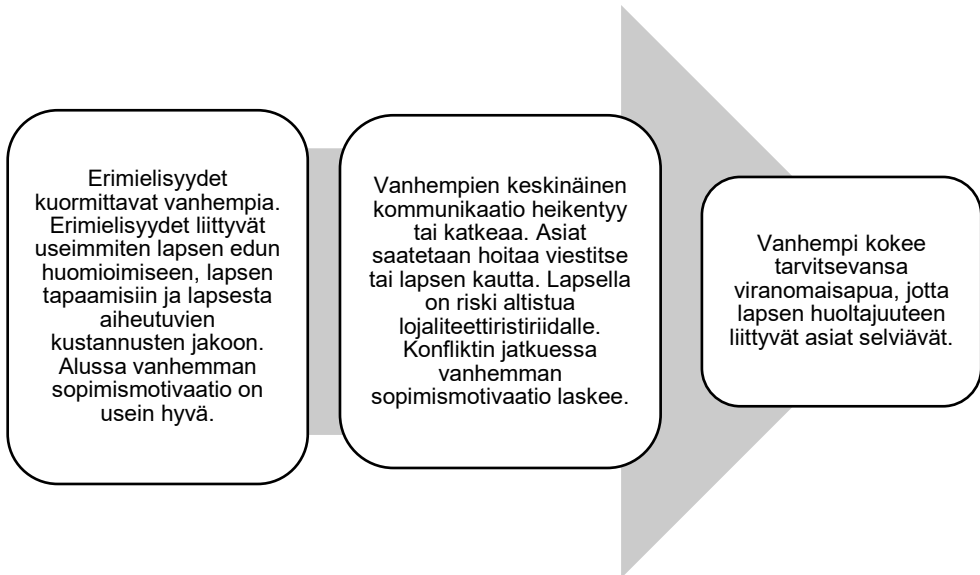 Erimielisyydet
kuormittavat vanhempia.
Erimielisyydet liittyvät
useimmiten lapsen edun
huomioimiseen, lapsen
tapaamisiin ja lapsesta
aiheutuvien
kustannusten jakoon.
Alussa vanhemman
sopimismotivaatio on
usein hyvä.
Vanhempien keskinäinen
kommunikaatio heikentyy
tai katkeaa. Asiat
saatetaan hoitaa viestitse
tai lapsen kautta. Lapsella
on riski altistua
lojaliteettiristiriidalle.
Konfliktin jatkuessa
vanhemman
sopimismotivaatio laskee.
Vanhempi kokee
tarvitsevansa
viranomaisapua, jotta
lapsen huoltajuuteen
liittyvät asiat selviävät.